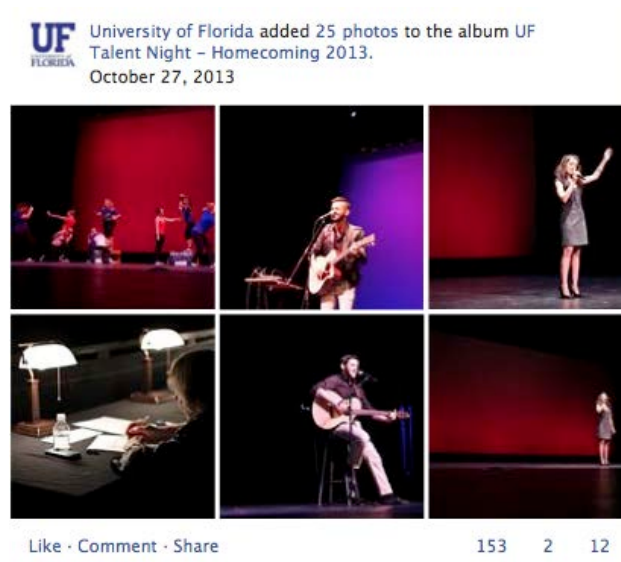 UF
UNIVERSITY of
FLORIDA
University of Florida added 25 photos to the album UF
Talent Night – Homecoming 2013.
October 27, 2013
Like · Comment · Share 153 2 12